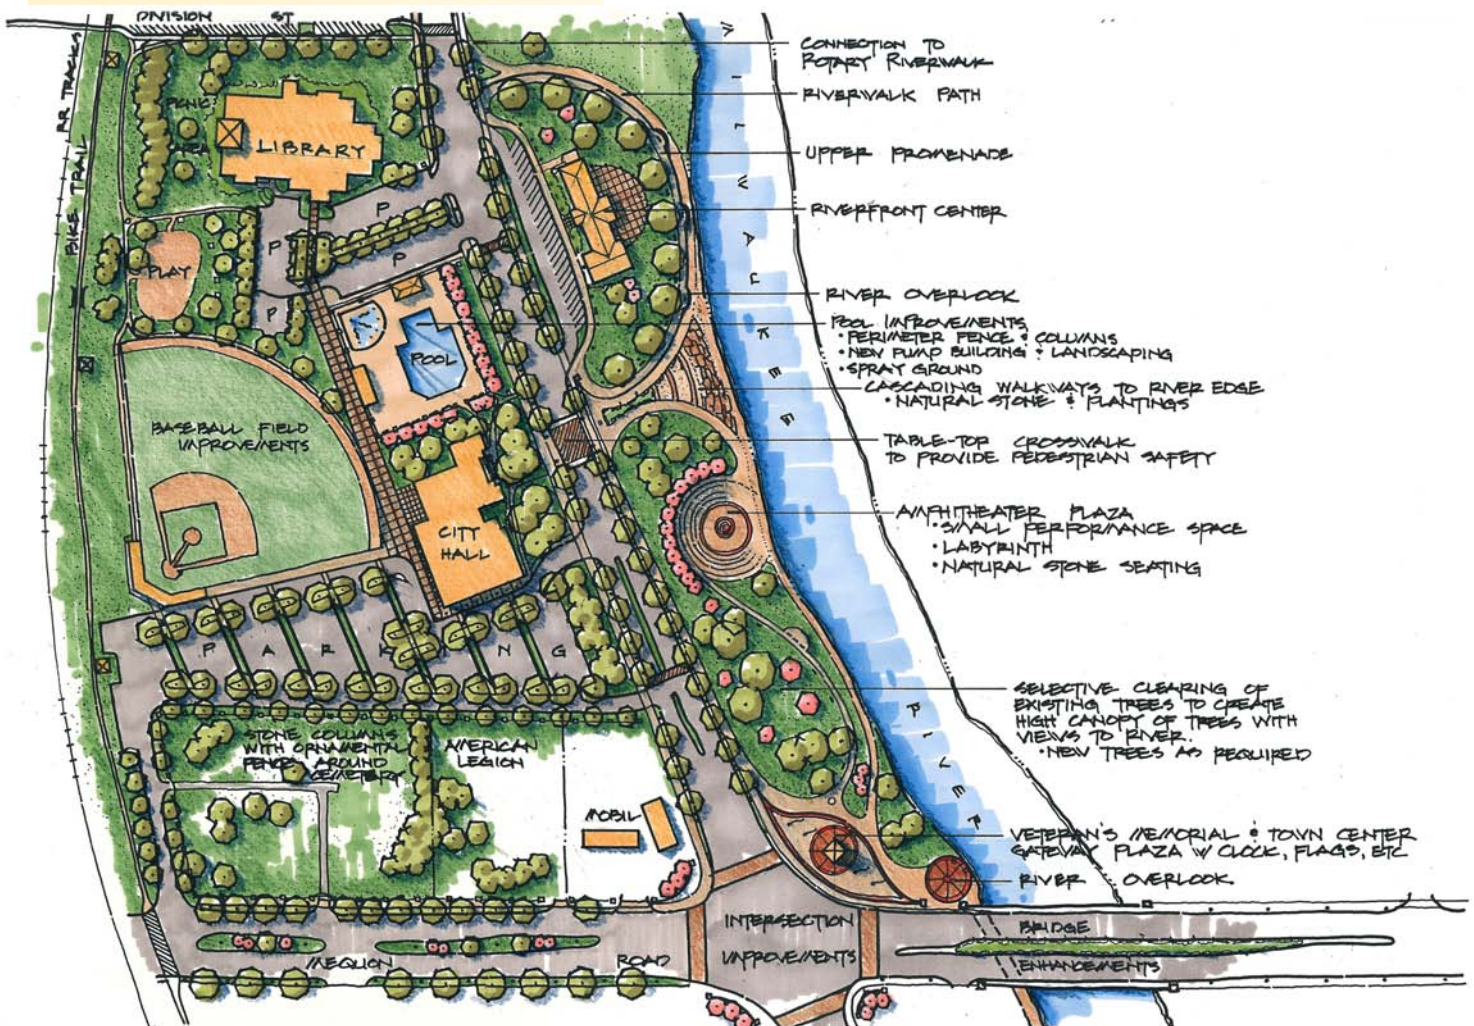 DIVISION ST
CONNECTION TO
ROTARY RIVERWALK
RIVERWALK PATH
UPPER PROMENADE
RIVERFRONT CENTER
RIVER OVERLOOK
POOL IMPROVEMENTS
• PERIMETER FENCE & COLUMNS
• NEW PUMP BUILDING & LANDSCAPING
• SPRAY GROUND
CASCADING WALKWAYS TO RIVER EDGE
• NATURAL STONE & PLANTINGS
TABLE-TOP CROSSWALK
TO PROVIDE PEDESTRIAN SAFETY
AMPHITHEATER PLAZA
• SMALL PERFORMANCE SPACE
• LABYRINTH
• NATURAL STONE SEATING
SELECTIVE CLEARING OF
EXISTING TREES TO CREATE
HIGH CANOPY OF TREES WITH
VIEWS TO RIVER.
• NEW TREES AS REQUIRED
VETERAN'S MEMORIAL & TOWN CENTER
GATEWAY PLAZA W/ CLOCK, FLAGS, ETC
RIVER OVERLOOK
BIKE TRAIL
RR TRACKS
PICNIC
AREA
LIBRARY
P
P
P
P
PLAY
POOL
BASEBALL FIELD
IMPROVEMENTS
CITY
HALL
PARKING
STONE COLUMNS
WITH ORNAMENTAL
FENCE AROUND
CEMETERY
AMERICAN
LEGION
MOBIL
MEQUON ROAD
INTERSECTION
IMPROVEMENTS
BRIDGE
ENHANCEMENTS
MILWAUKEE RIVER